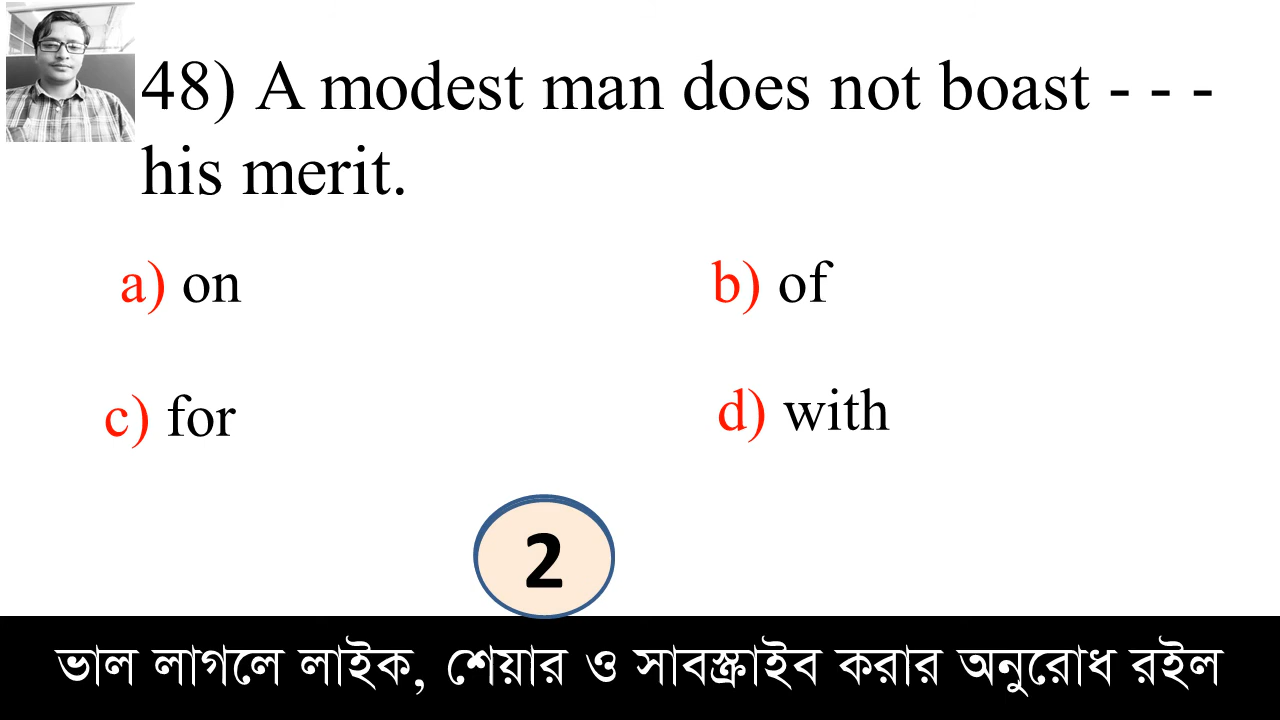 48) A modest man does not boast - - -
his merit.
a) on
b) of
c) for
d) with
2
ভাল লাগলে লাইক, শেয়ার ও সাবস্ক্রাইব করার অনুরোধ রইল